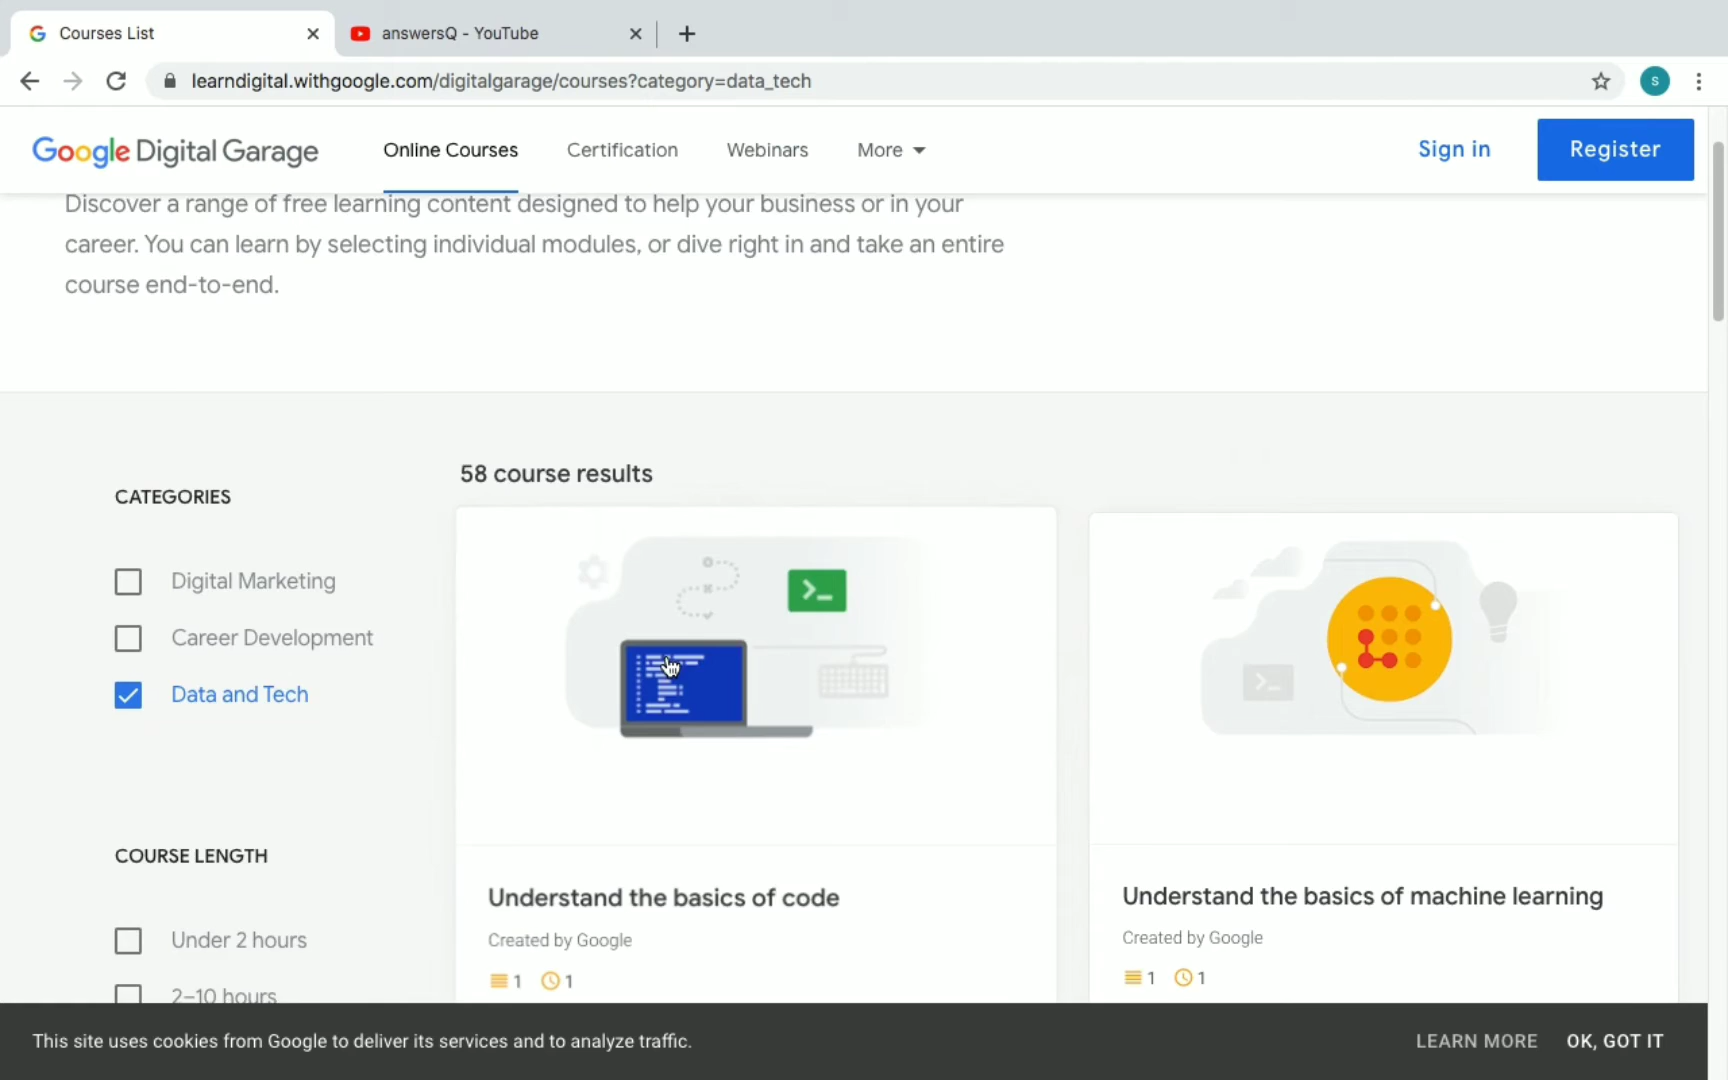 Courses List
answersQ - YouTube
learndigital.withgoogle.com/digitalgarage/courses?category=data_tech
S
Google Digital Garage
Online Courses
Certification
Webinars
More
Sign in
Register
Discover a range of free learning content designed to help your business or in your
career. You can learn by selecting individual modules, or dive right in and take an entire
course end-to-end.
58 course results
CATEGORIES
Digital Marketing
Career Development
Data and Tech
COURSE LENGTH
Under 2 hours
2–10 hours
Understand the basics of code
Created by Google
1 1
Understand the basics of machine learning
Created by Google
1 1
This site uses cookies from Google to deliver its services and to analyze traffic.
LEARN MORE
OK, GOT IT